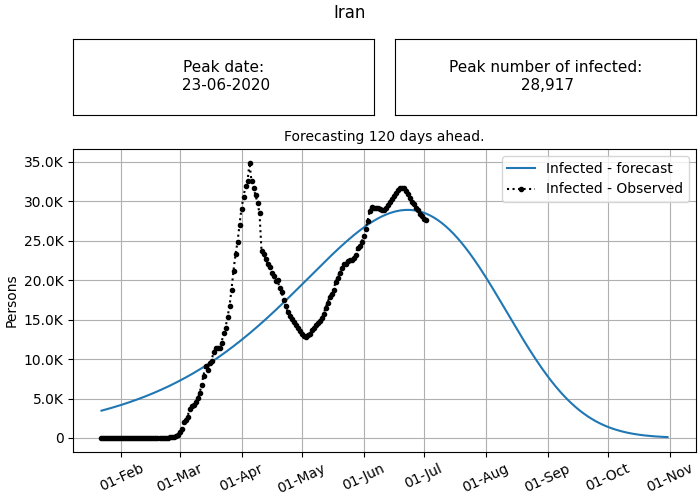 Iran
Peak date:
23-06-2020
Peak number of infected:
28,917
Forecasting 120 days ahead.
35.0K
30.0K
25.0K
20.0K
15.0K
10.0K
5.0K
0
Persons
Infected - forecast
Infected - Observed
01-Feb
01-Mar
01-Apr
01-May
01-Jun
01-Jul
01-Aug
01-Sep
01-Oct
01-Nov